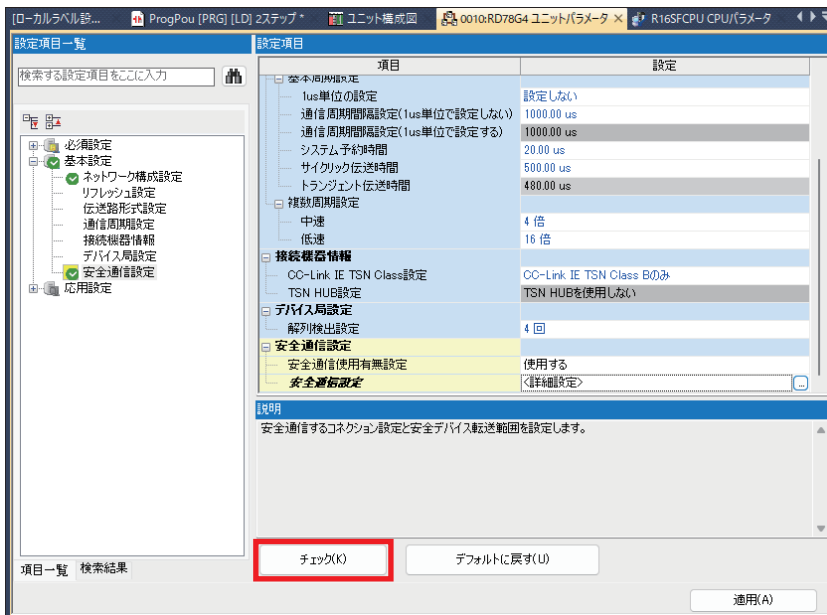 [ローカルラベル設...
ProgPou [PRG] [LD] 2ステップ *
ユニット構成図
0010:RD78G4 ユニットパラメータ
R16SFCPU CPUパラメータ
設定項目一覧
検索する設定項目をここに入力
必須設定
基本設定
ネットワーク構成設定
リフレッシュ設定
伝送路形式設定
通信周期設定
接続機器情報
デバイス局設定
安全通信設定
応用設定
項目一覧 検索結果
設定項目
項目 設定
基本周期設定
1us単位の設定 設定しない
通信周期間隔設定(1us単位で設定しない) 1000.00 us
通信周期間隔設定(1us単位で設定する) 1000.00 us
システム予約時間 20.00 us
サイクリック伝送時間 500.00 us
トランジェント伝送時間 480.00 us
複数周期設定
中速 4 倍
低速 16 倍
接続機器情報
CC-Link IE TSN Class設定 CC-Link IE TSN Class Bのみ
TSN HUB設定 TSN HUBを使用しない
デバイス局設定
解列検出設定 4 回
安全通信設定
安全通信使用有無設定 使用する
安全通信設定 <詳細設定>
...
説明
安全通信するコネクション設定と安全デバイス転送範囲を設定します。
チェック(K) デフォルトに戻す(U)
適用(A)